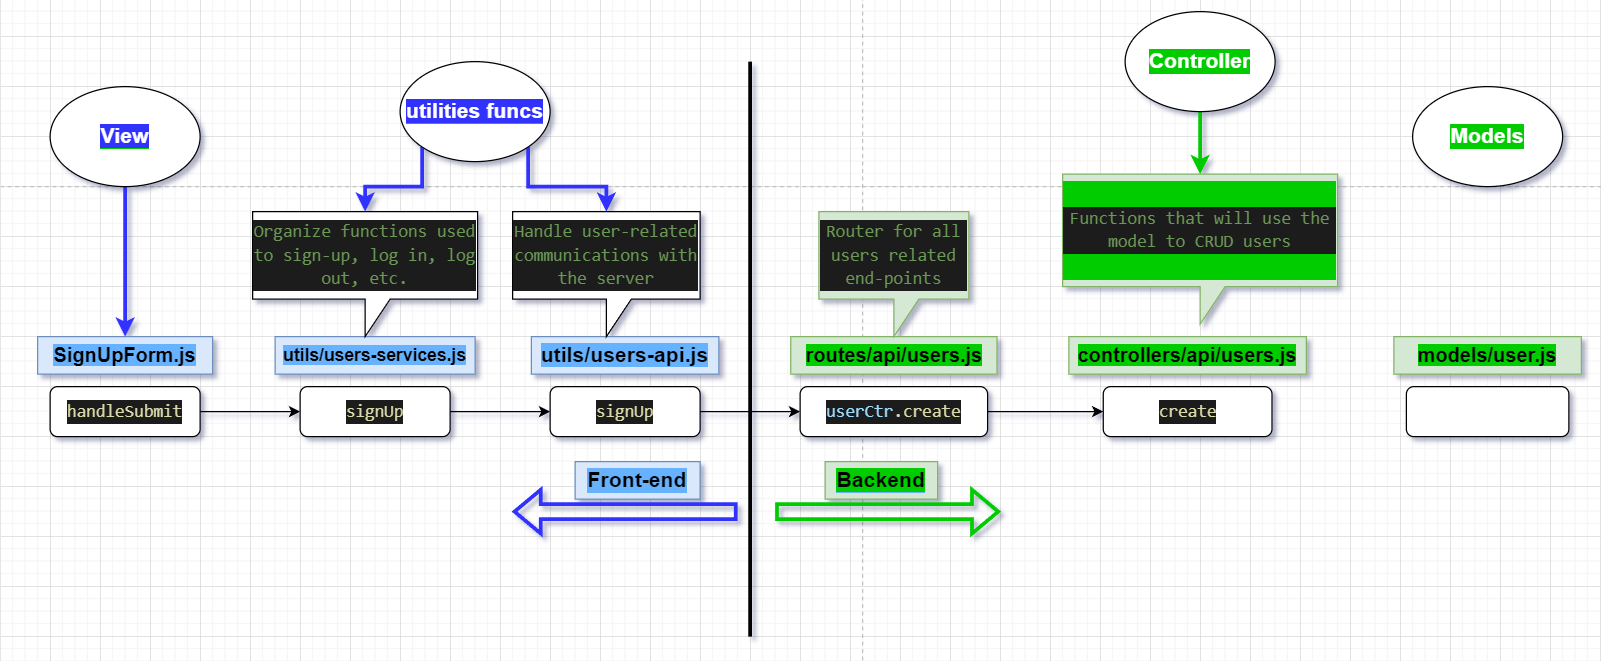 View
utilities funcs
Controller
Models
Organize functions used
to sign-up, log in, log
out, etc.
Handle user-related
communications with
the server
Router for all
users related
end-points
Functions that will use the
model to CRUD users
SignUpForm.js
utils/users-services.js
utils/users-api.js
routes/api/users.js
controllers/api/users.js
models/user.js
handleSubmit
signUp
signUp
userCtr.create
create
Front-end
Backend